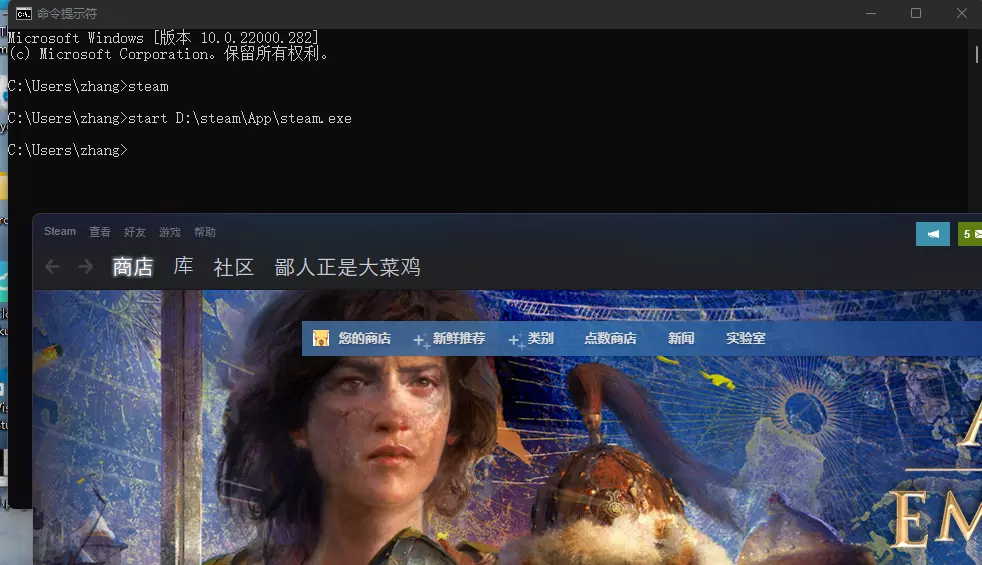 命令提示符
Microsoft Windows [版本 10.0.22000.282]
(c) Microsoft Corporation。保留所有权利。
C:\Users\zhang>steam
C:\Users\zhang>start D:\steam\App\steam.exe
C:\Users\zhang>
Steam 查看 好友 游戏 帮助
5
商店 库 社区 鄙人正是大菜鸡
您的商店 新鲜推荐 类别 点数商店 新闻 实验室